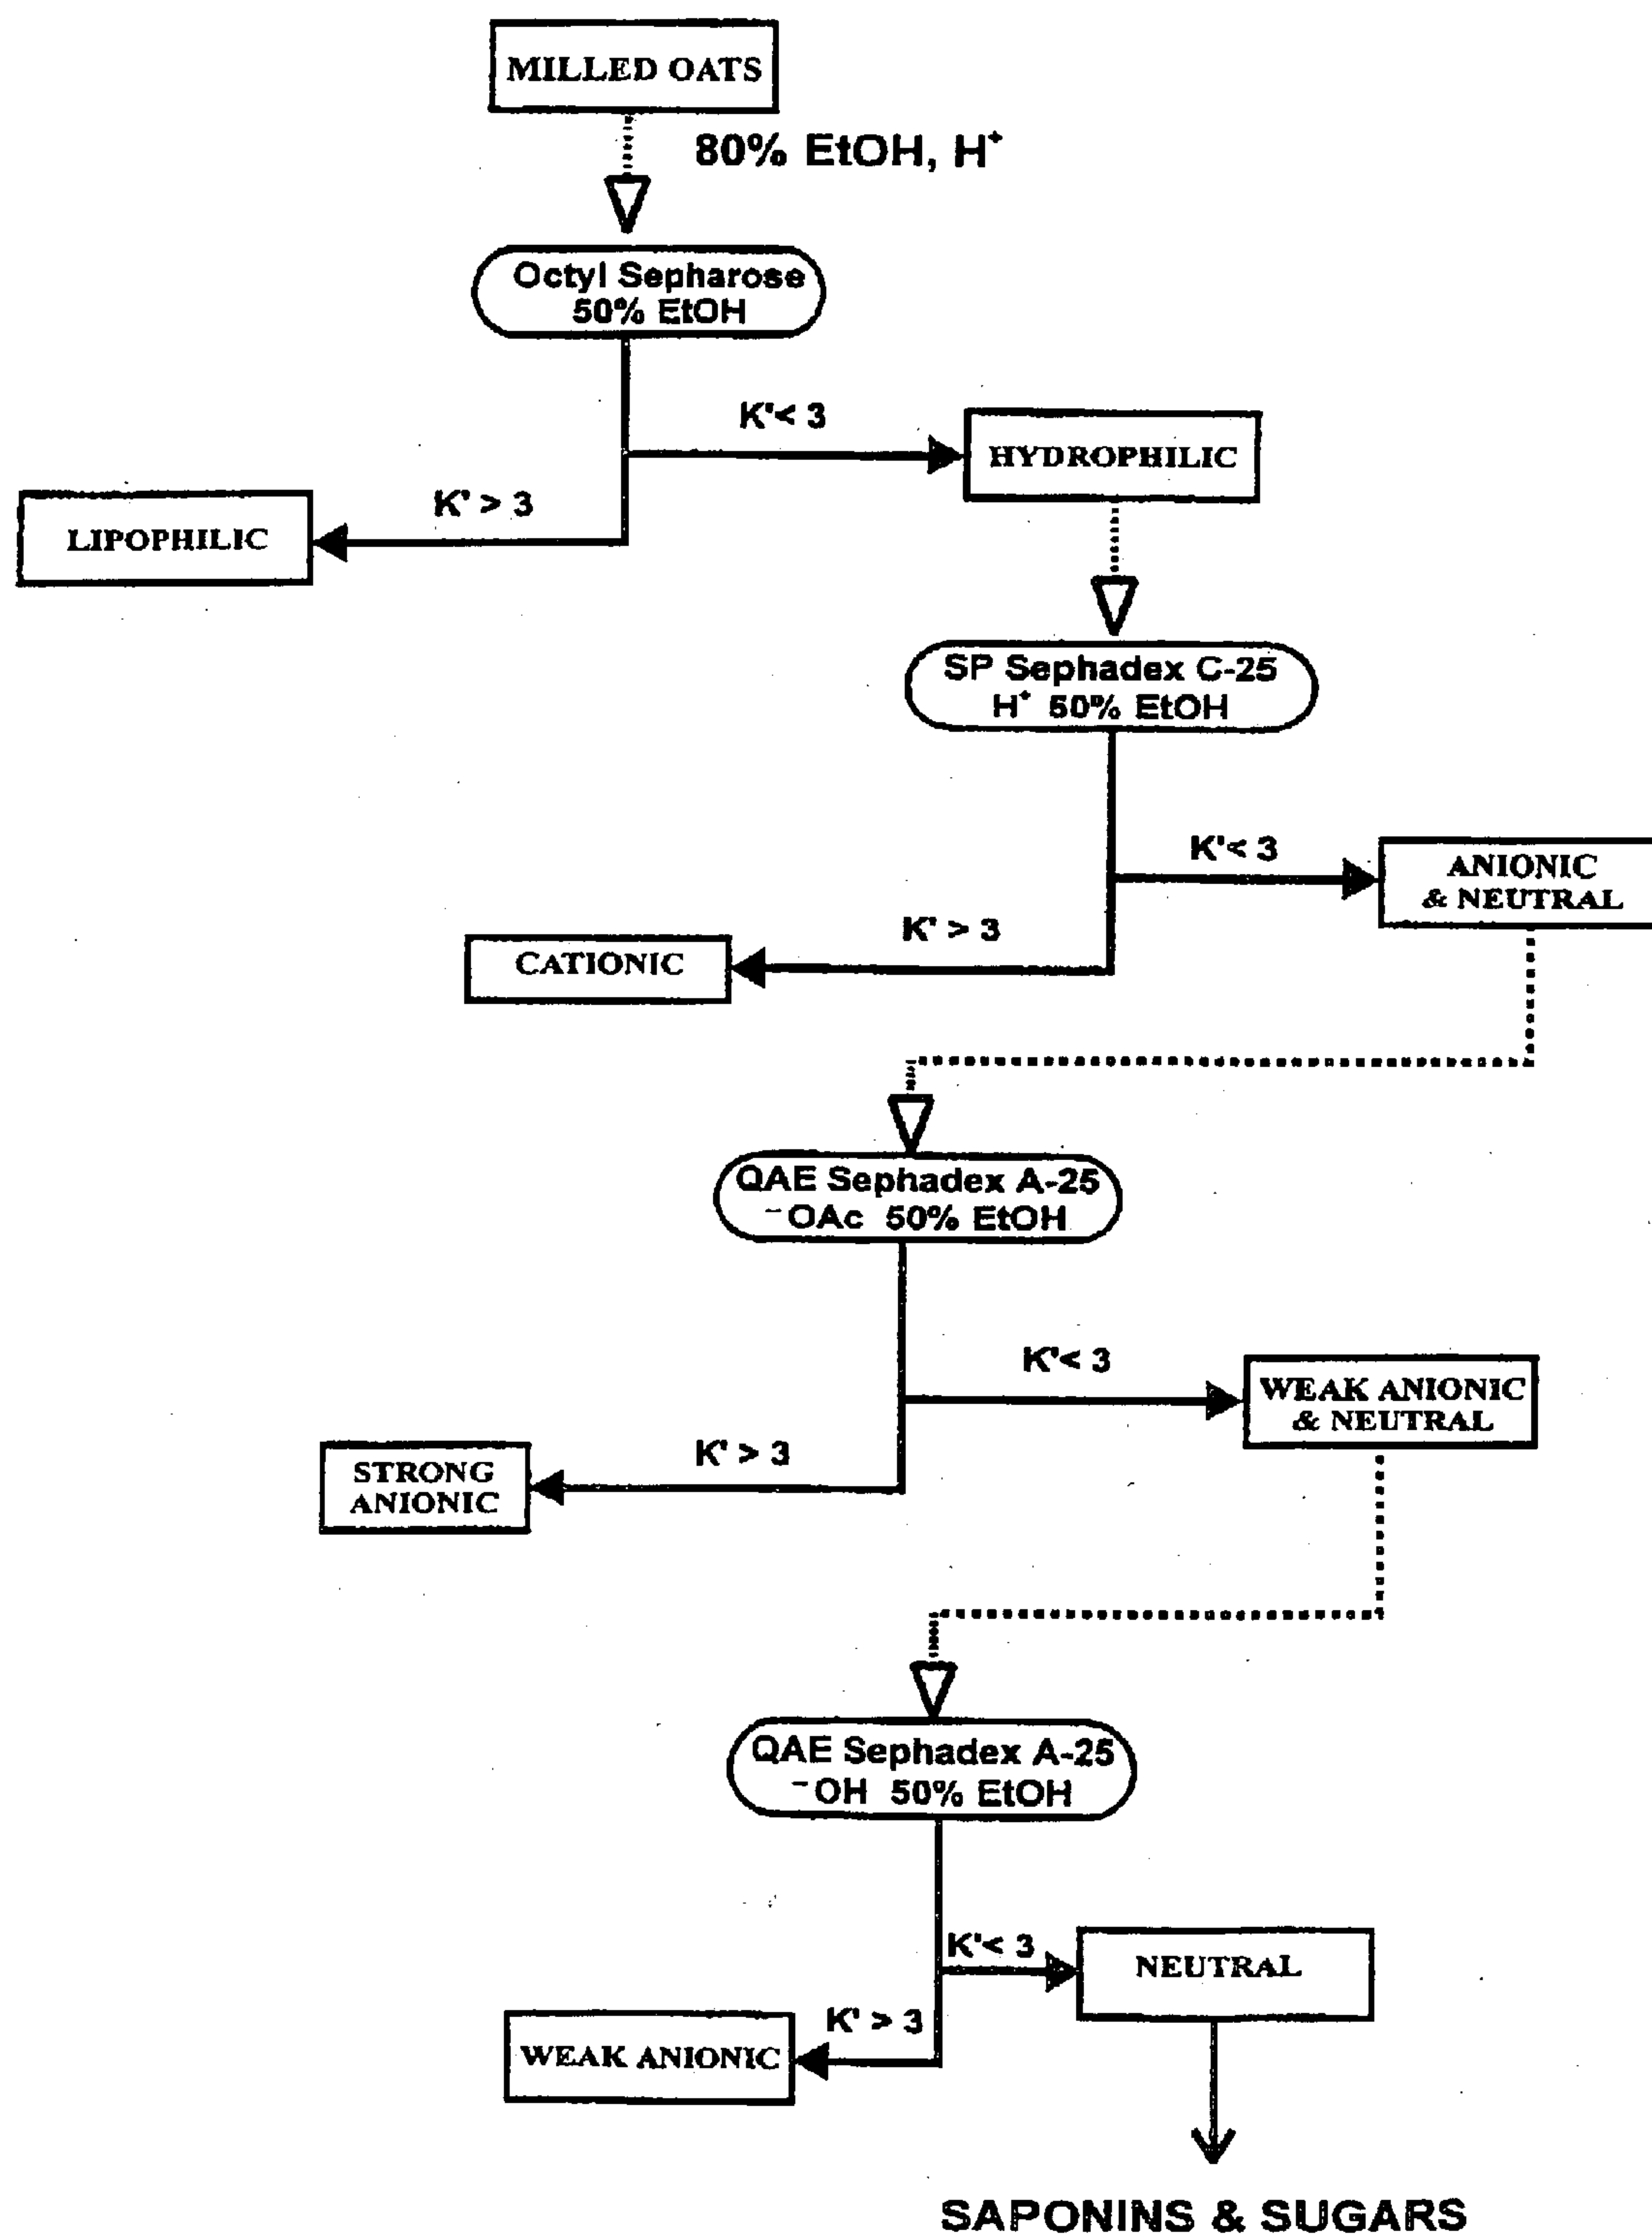 MILLED OATS
80% EtOH, H⁺
Octyl Sepharose
50% EtOH
K'< 3
HYDROPHILIC
K' > 3
LIPOPHILIC
SP Sephadex C-25
H⁺ 50% EtOH
K'< 3
ANIONIC
& NEUTRAL
K' > 3
CATIONIC
QAE Sephadex A-25
⁻OAc 50% EtOH
K'< 3
WEAK ANIONIC
& NEUTRAL
K' > 3
STRONG
ANIONIC
QAE Sephadex A-25
⁻OH 50% EtOH
K'< 3
NEUTRAL
K' > 3
WEAK ANIONIC
SAPONINS & SUGARS